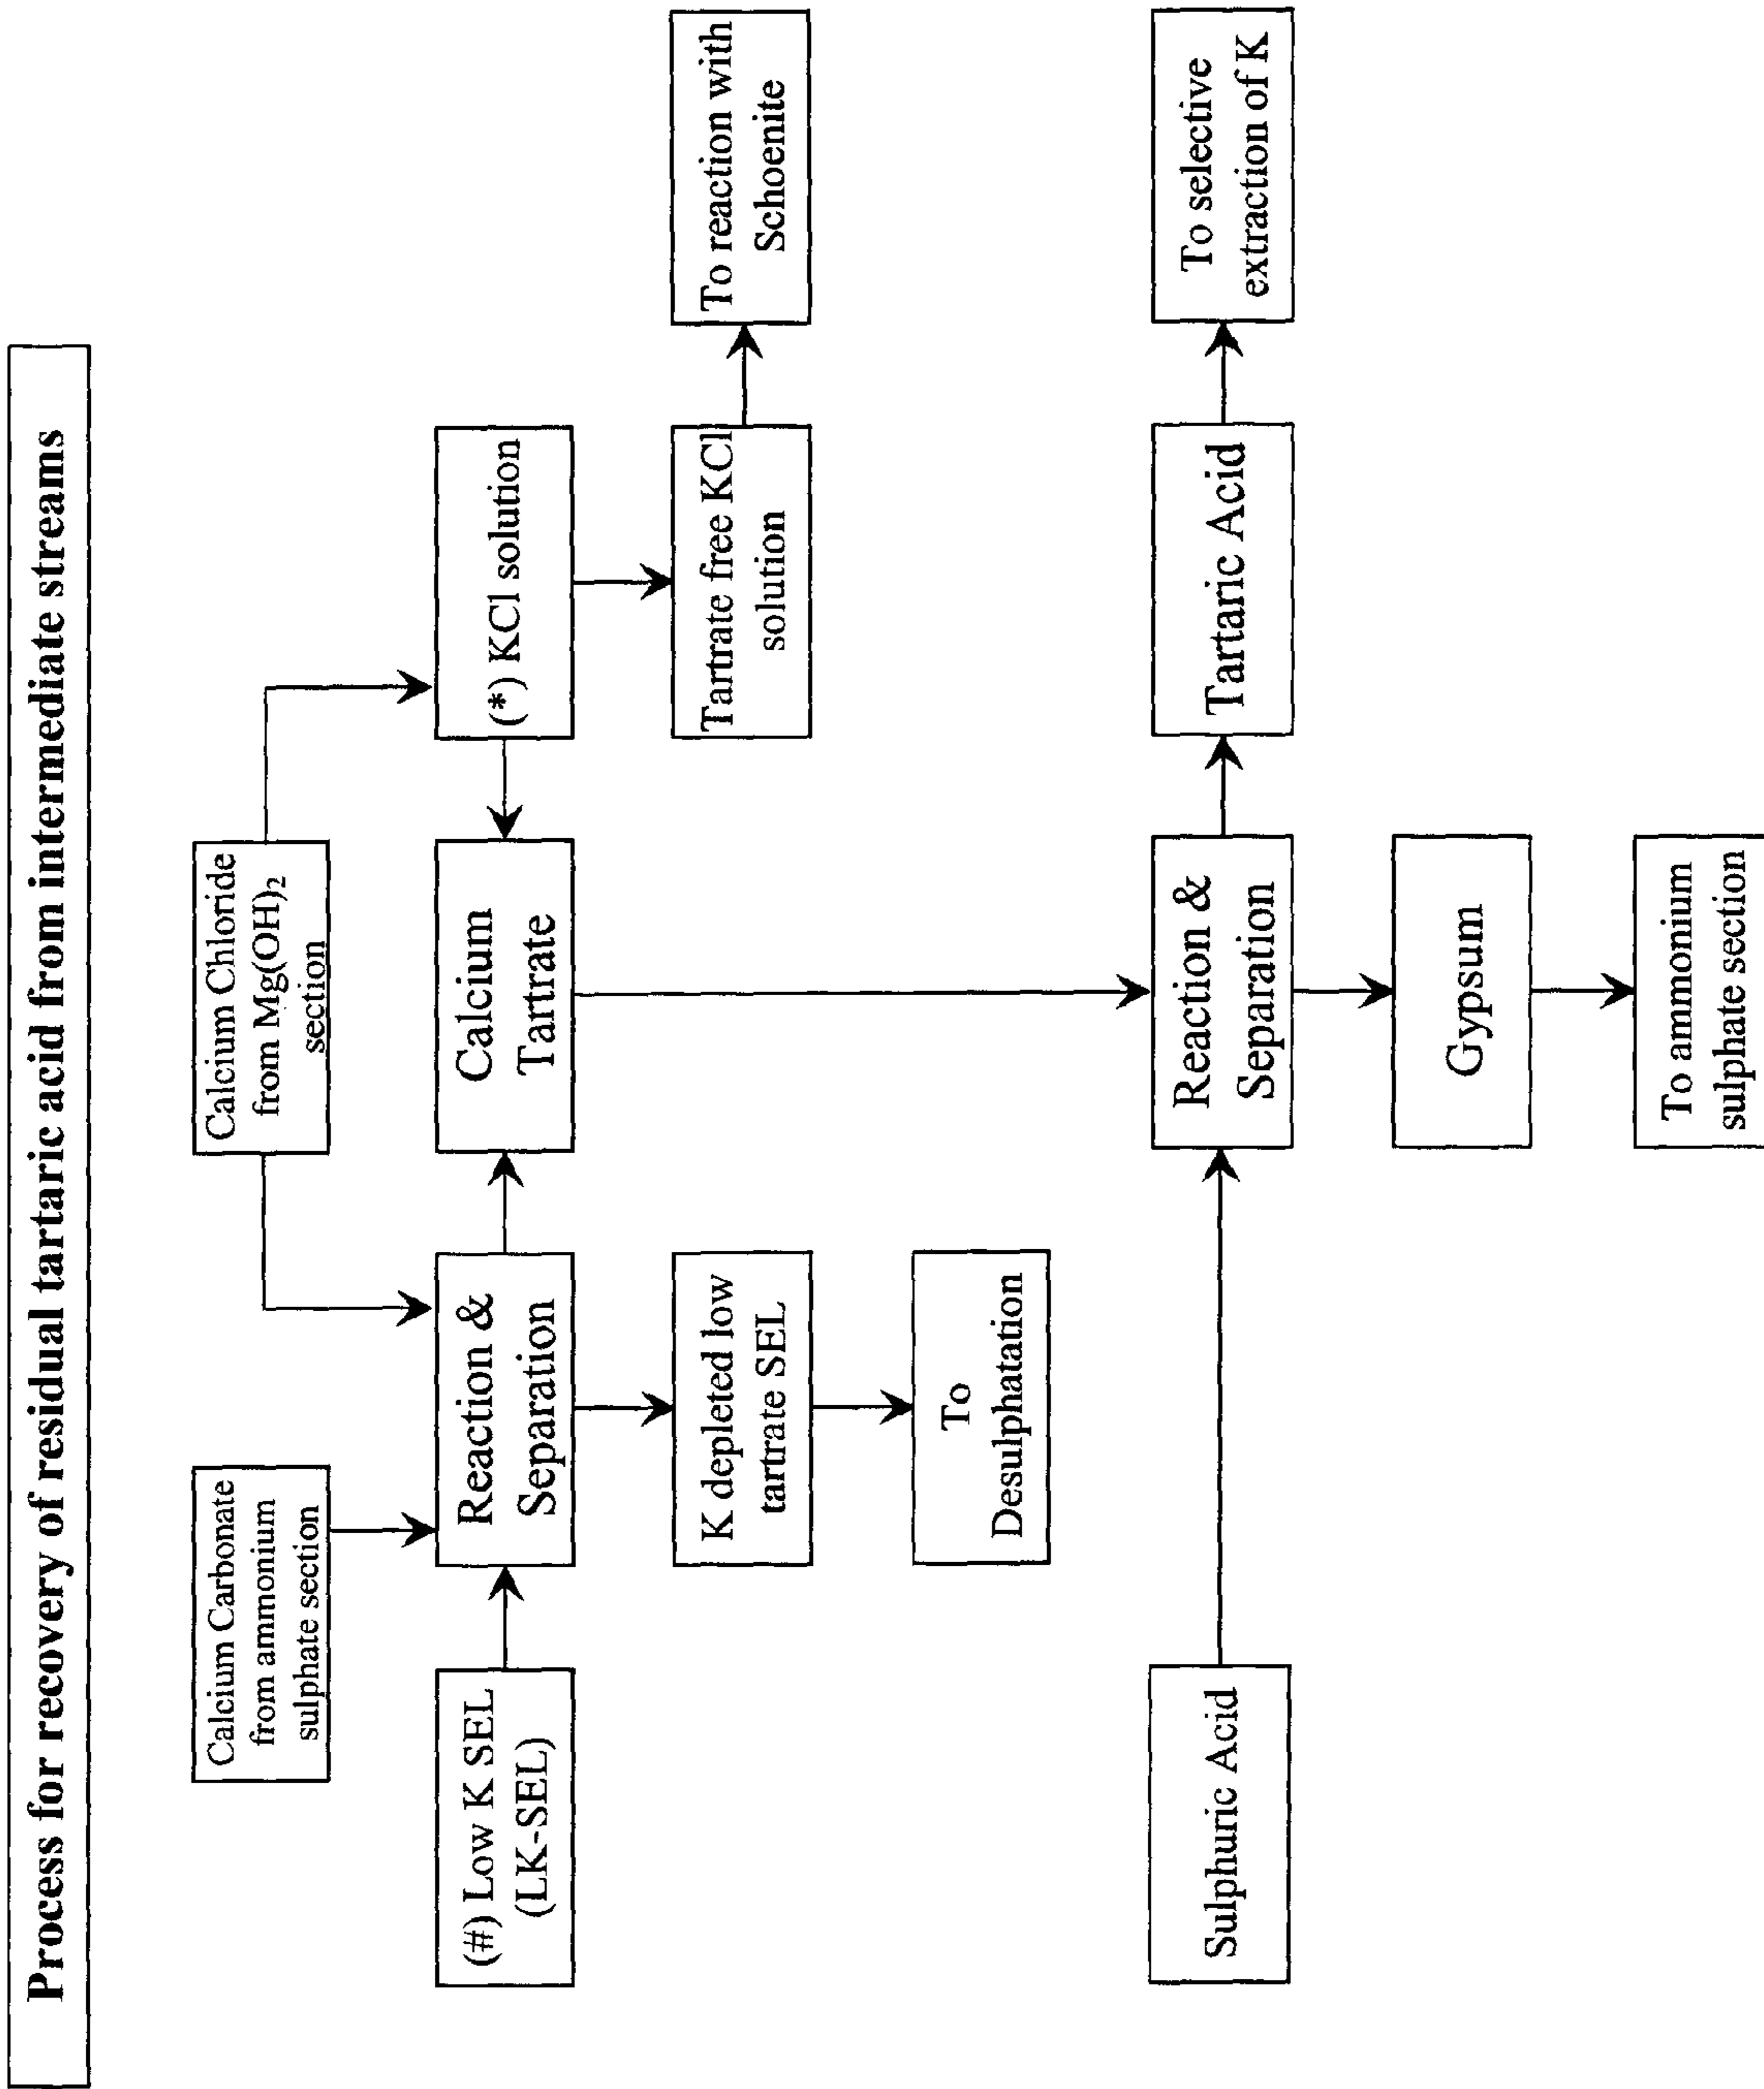 Process for recovery of residual tartaric acid from intermediate streams
Calcium Carbonate
from ammonium
sulphate section
Calcium Chloride
from Mg(OH)₂
section
(#) Low K SEL
(LK-SEL)
Reaction &
Separation
Calcium
Tartrate
(*) KCl solution
K depleted low
tartrate SEL
Tartrate free KCl
solution
To reaction with
Schoenite
To
Desulphatation
Sulphuric Acid
Reaction &
Separation
Tartaric Acid
To selective
extraction of K
Gypsum
To ammonium
sulphate section